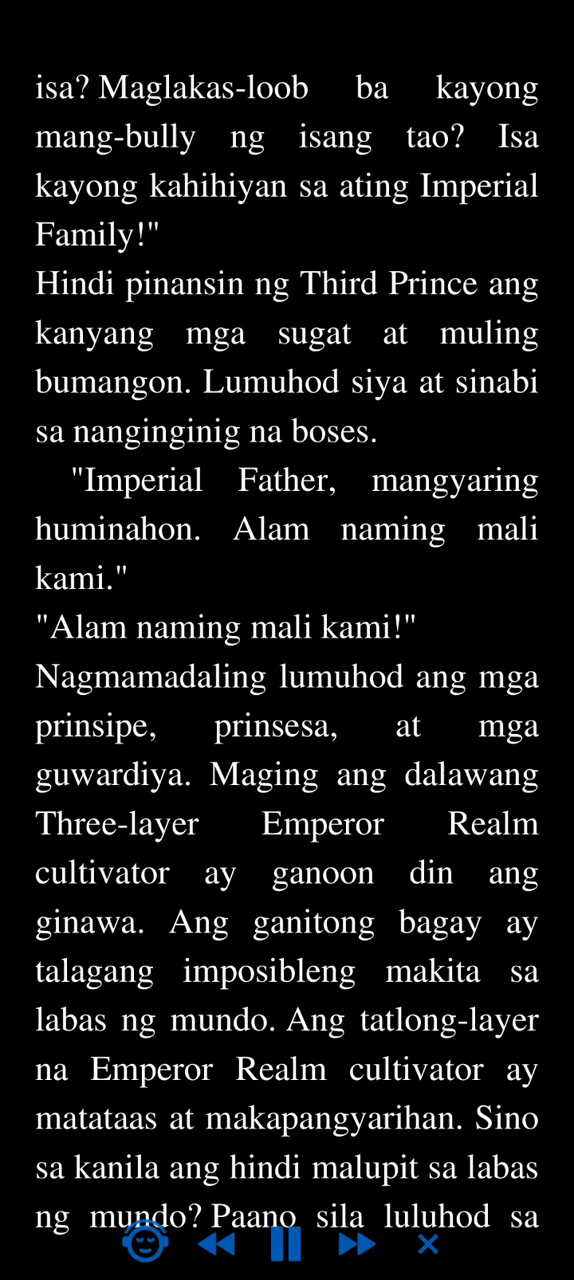 isa? Maglakas-loob ba kayong
mang-bully ng isang tao? Isa
kayong kahihiyan sa ating Imperial
Family!"
Hindi pinansin ng Third Prince ang
kanyang mga sugat at muling
bumangon. Lumuhod siya at sinabi
sa nanginginig na boses.
"Imperial Father, mangyaring
huminahon. Alam naming mali
kami."
"Alam naming mali kami!"
Nagmamadaling lumuhod ang mga
prinsipe, prinsesa, at mga
guwardiya. Maging ang dalawang
Three-layer Emperor Realm
cultivator ay ganoon din ang
ginawa. Ang ganitong bagay ay
talagang imposibleng makita sa
labas ng mundo. Ang tatlong-layer
na Emperor Realm cultivator ay
matataas at makapangyarihan. Sino
sa kanila ang hindi malupit sa labas
ng mundo? Paano sila luluhod sa